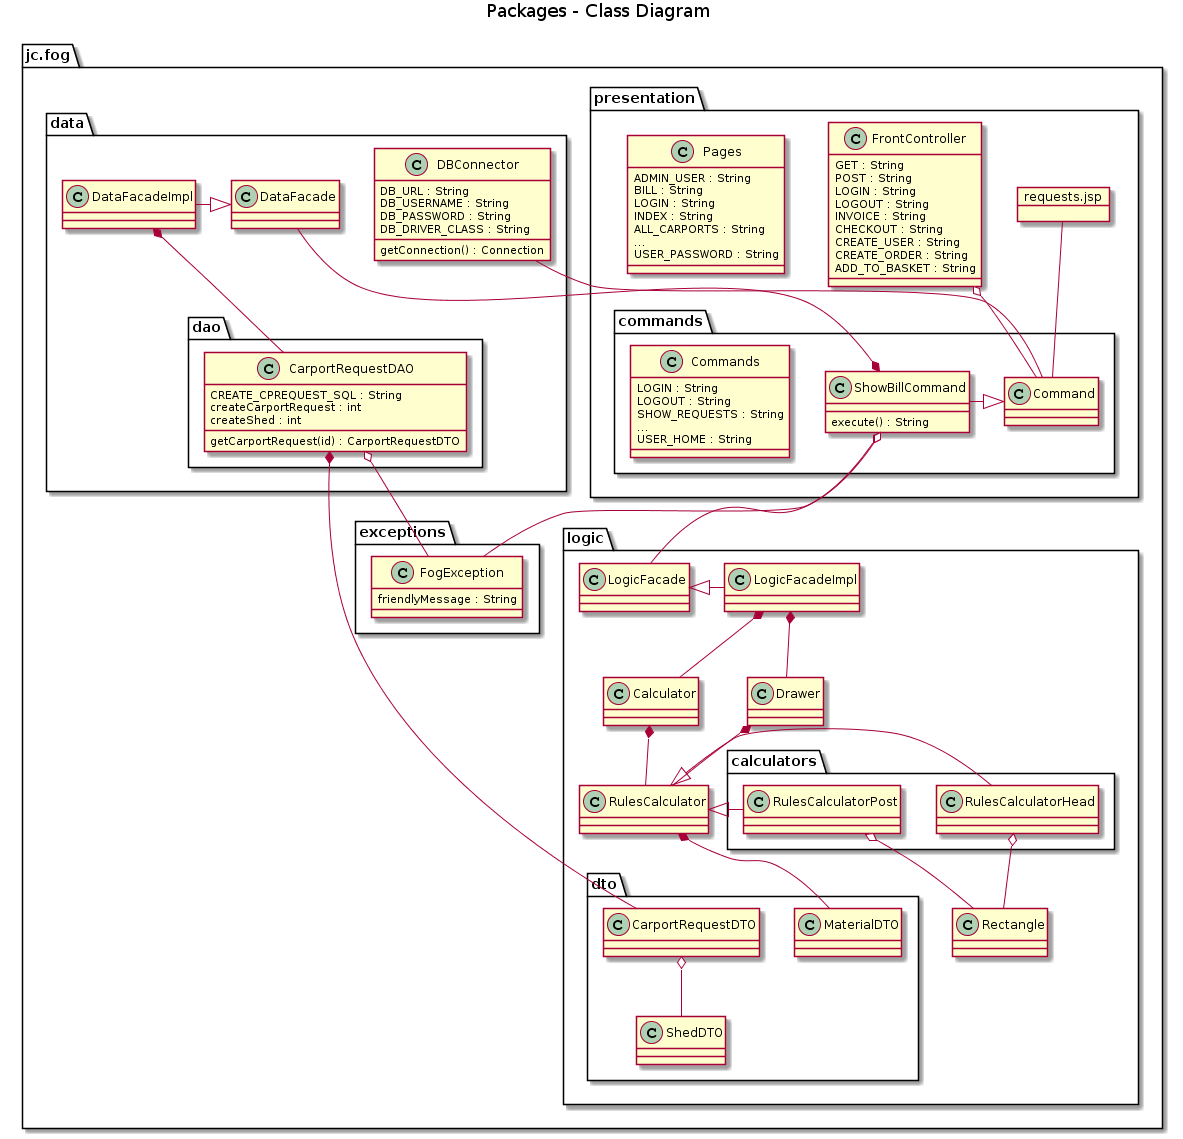 Packages - Class Diagram
jc.fog
data
C DataFacadeImpl
C DataFacade
C DBConnector
DB_URL : String
DB_USERNAME : String
DB_PASSWORD : String
DB_DRIVER_CLASS : String
getConnection() : Connection
dao
C CarportRequestDAO
CREATE_CPREQUEST_SQL : String
createCarportRequest : int
createShed : int
getCarportRequest(id) : CarportRequestDTO
presentation
C Pages
ADMIN_USER : String
BILL : String
LOGIN : String
INDEX : String
ALL_CARPORTS : String
...
USER_PASSWORD : String
C FrontController
GET : String
POST : String
LOGIN : String
LOGOUT : String
INVOICE : String
CHECKOUT : String
CREATE_USER : String
CREATE_ORDER : String
ADD_TO_BASKET : String
requests.jsp
commands
C Commands
LOGIN : String
LOGOUT : String
SHOW_REQUESTS : String
...
USER_HOME : String
C ShowBillCommand
execute() : String
C Command
exceptions
C FogException
friendlyMessage : String
logic
C LogicFacade
C LogicFacadeImpl
C Calculator
C Drawer
C RulesCalculator
calculators
C RulesCalculatorPost
C RulesCalculatorHead
dto
C CarportRequestDTO
C MaterialDTO
C Rectangle
C ShedDTO